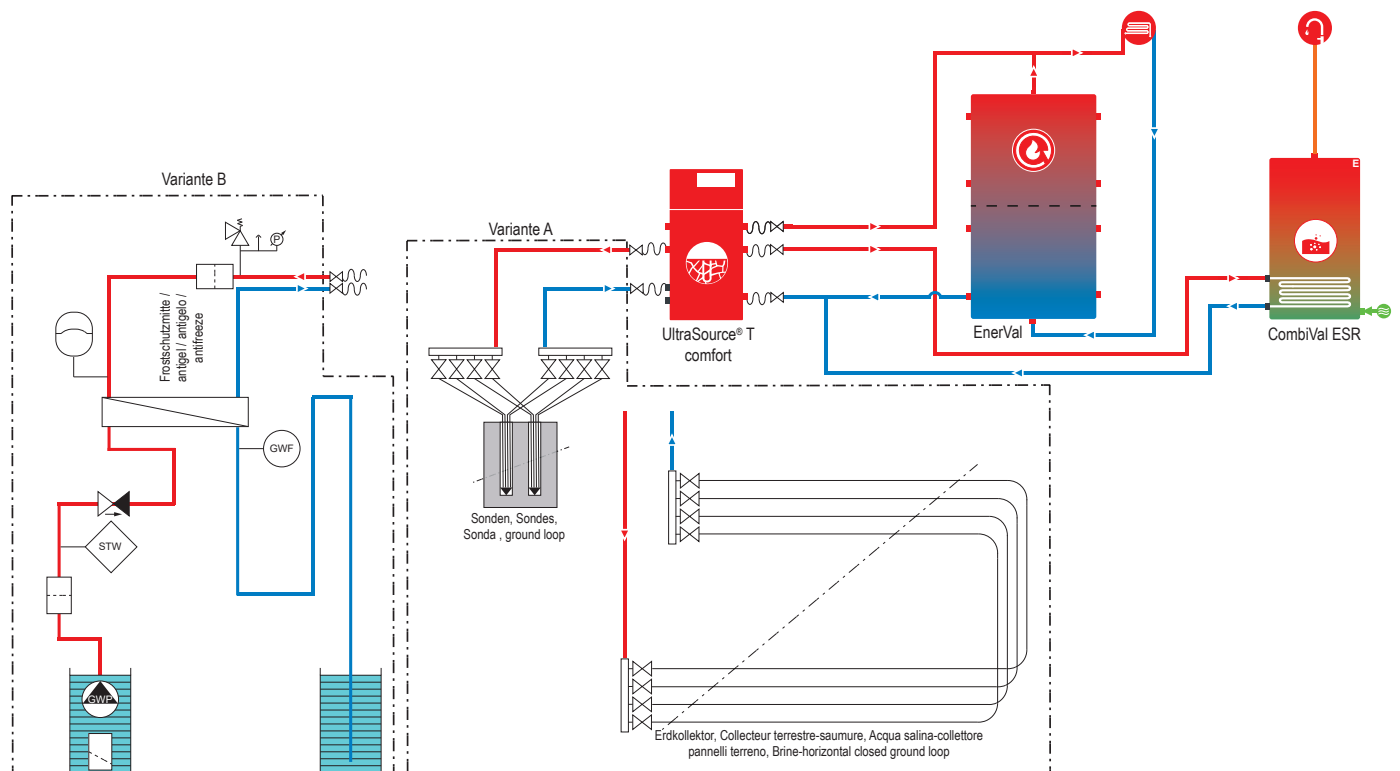 Variante B
Variante A
P
Frostschutzmitte /
antigel / antigelo /
antifreeze
GWF
STW
GWP
Sonden, Sondes,
Sonda , ground loop
UltraSource® T
comfort
EnerVal
1
E
CombiVal ESR
Erdkollektor, Collecteur terrestre-saumure, Acqua salina-collettore
pannelli terreno, Brine-horizontal closed ground loop